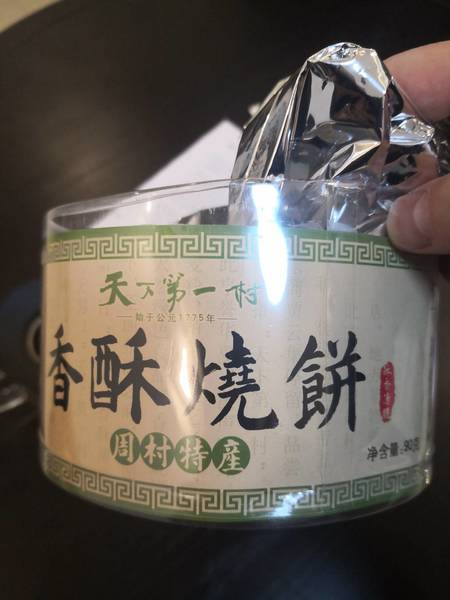 天下第一村
始于公元1775年
香酥燒餅
周村特產
净含量:90克